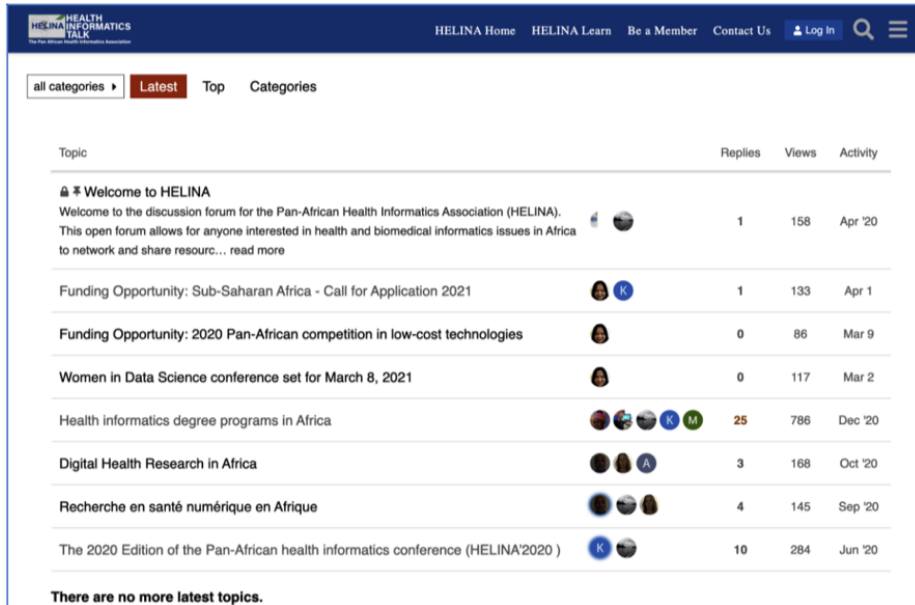 HELINA HEALTH
INFORMATICS
TALK
The Pan African Health Informatics Association
HELINA Home HELINA Learn Be a Member Contact Us Log In
all categories Latest Top Categories
Topic Replies Views Activity
Welcome to HELINA
Welcome to the discussion forum for the Pan-African Health Informatics Association (HELINA).
This open forum allows for anyone interested in health and biomedical informatics issues in Africa
to network and share resourc... read more
1 158 Apr '20
Funding Opportunity: Sub-Saharan Africa - Call for Application 2021 K 1 133 Apr 1
Funding Opportunity: 2020 Pan-African competition in low-cost technologies 0 86 Mar 9
Women in Data Science conference set for March 8, 2021 0 117 Mar 2
Health informatics degree programs in Africa K M 25 786 Dec '20
Digital Health Research in Africa A 3 168 Oct '20
Recherche en santé numérique en Afrique 4 145 Sep '20
The 2020 Edition of the Pan-African health informatics conference (HELINA'2020 ) K 10 284 Jun '20
There are no more latest topics.